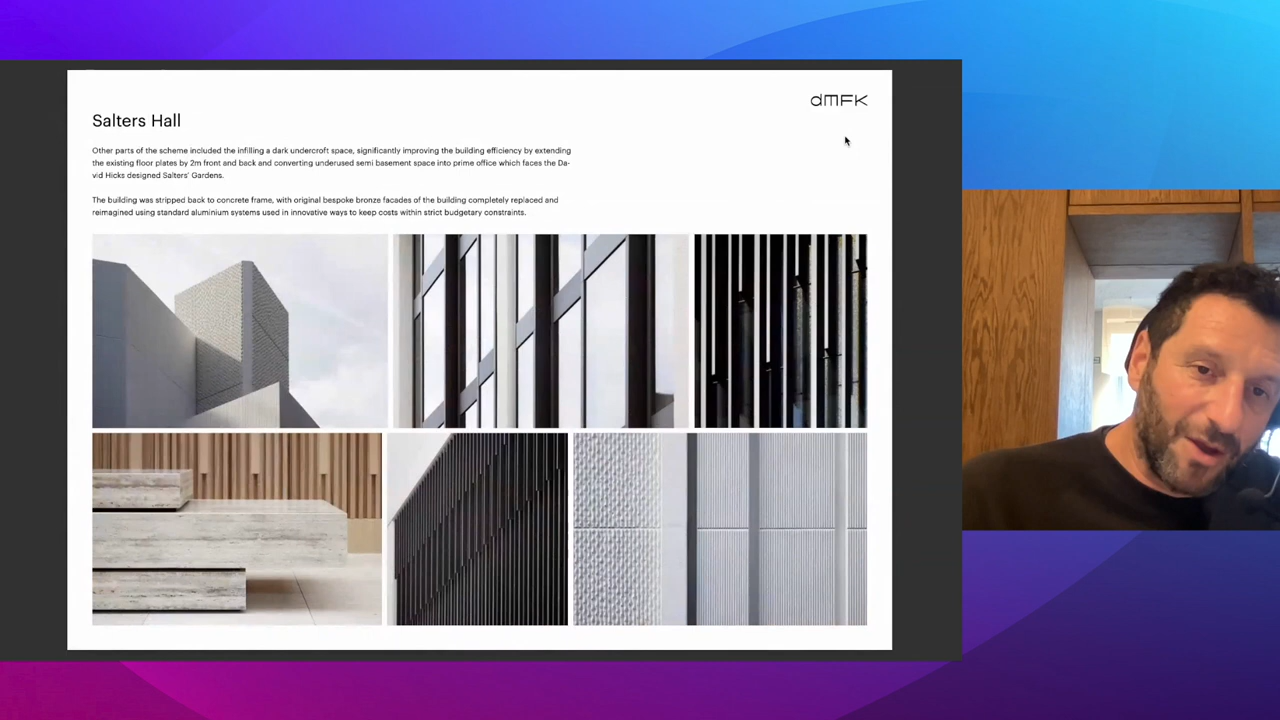 dMFK
Salters Hall
Other parts of the scheme included the infilling a dark undercroft space, significantly improving the building efficiency by extending
the existing floor plates by 2m front and back and converting underused semi basement space into prime office which faces the Da-
vid Hicks designed Salters' Gardens.
The building was stripped back to concrete frame, with original bespoke bronze facades of the building completely replaced and
reimagined using standard aluminium systems used in innovative ways to keep costs within strict budgetary constraints.